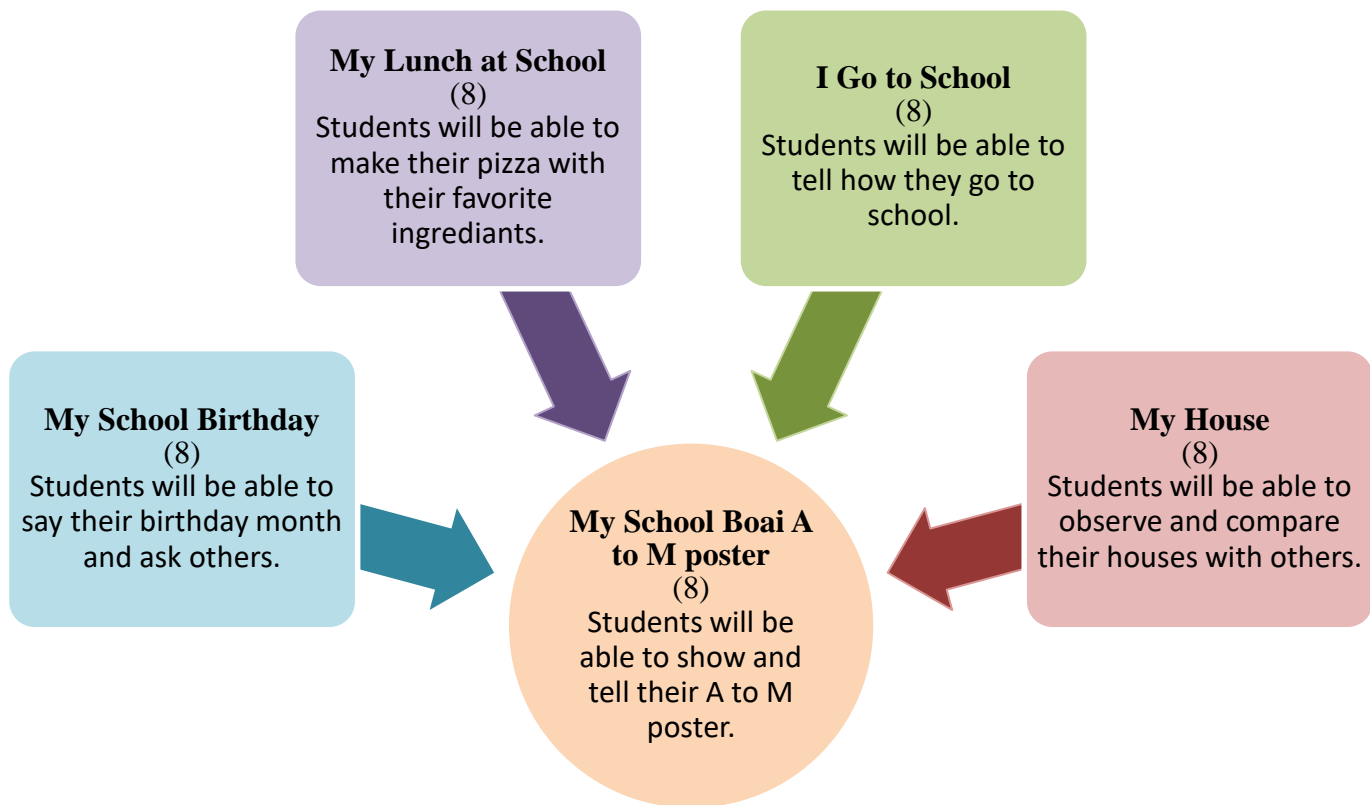 My Lunch at School
(8)
Students will be able to
make their pizza with
their favorite
ingrediants.
I Go to School
(8)
Students will be able to
tell how they go to
school.
My School Birthday
(8)
Students will be able to
say their birthday month
and ask others.
My House
(8)
Students will be able to
observe and compare
their houses with others.
My School Boai A
to M poster
(8)
Students will be
able to show and
tell their A to M
poster.